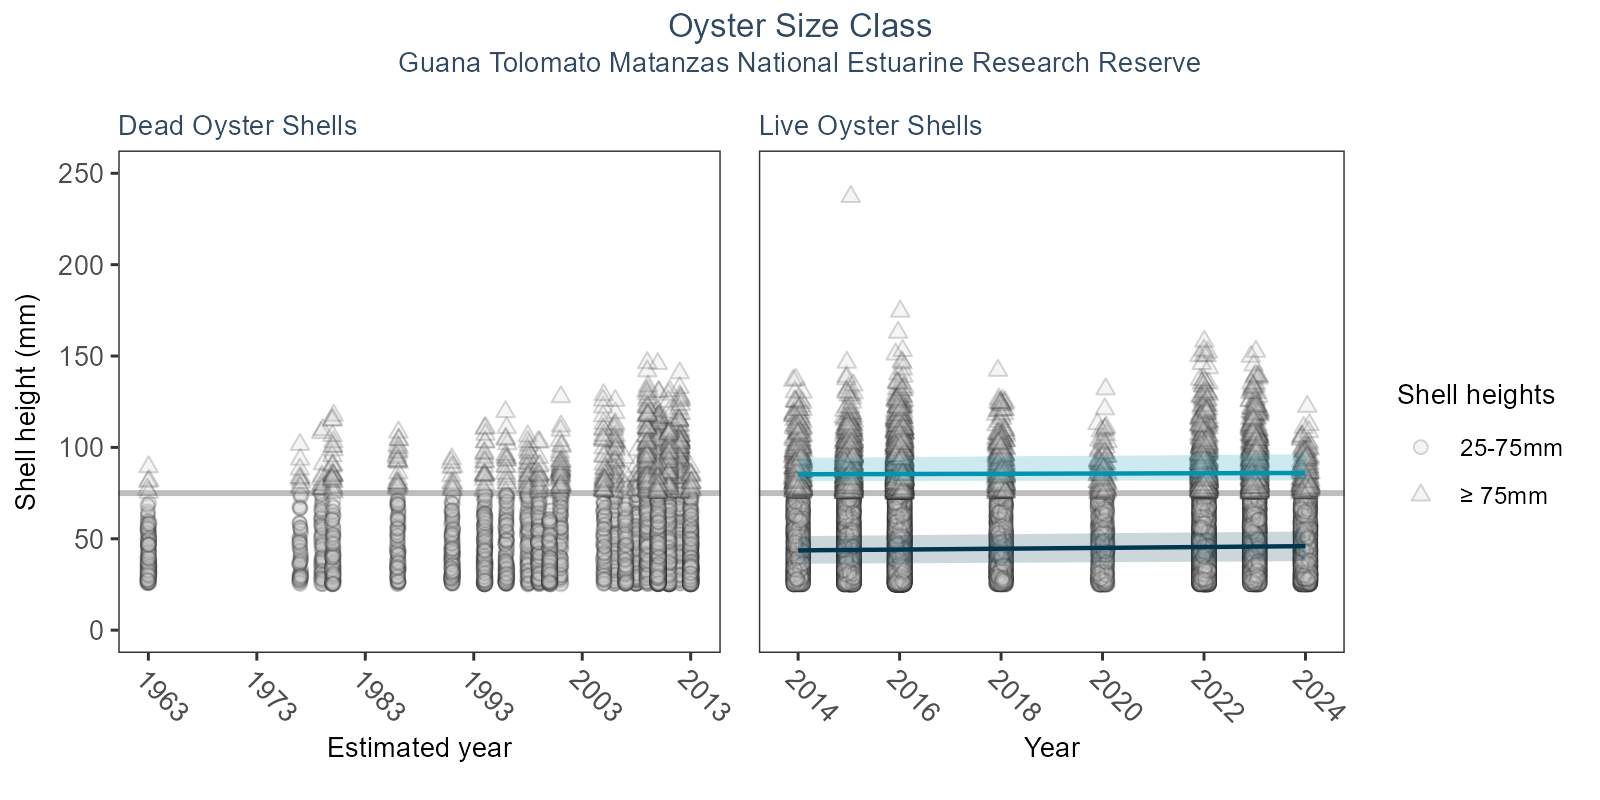 Oyster Size Class
Guana Tolomato Matanzas National Estuarine Research Reserve
Dead Oyster Shells
Live Oyster Shells
Shell height (mm)
250
200
150
100
50
0
1963
1973
1983
1993
2003
2013
Estimated year
2014
2016
2018
2020
2022
2024
Year
Shell heights
25-75mm
≥ 75mm